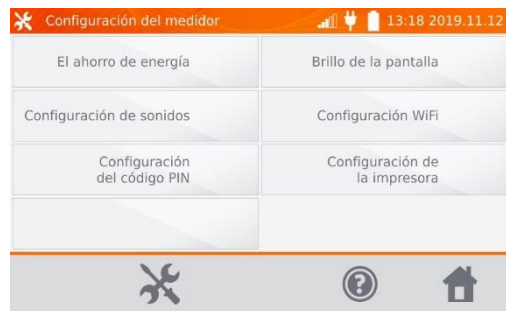 Configuración del medidor
13:18 2019.11.12
El ahorro de energía
Brillo de la pantalla
Configuración de sonidos
Configuración WiFi
Configuración
del código PIN
Configuración de
la impresora
?